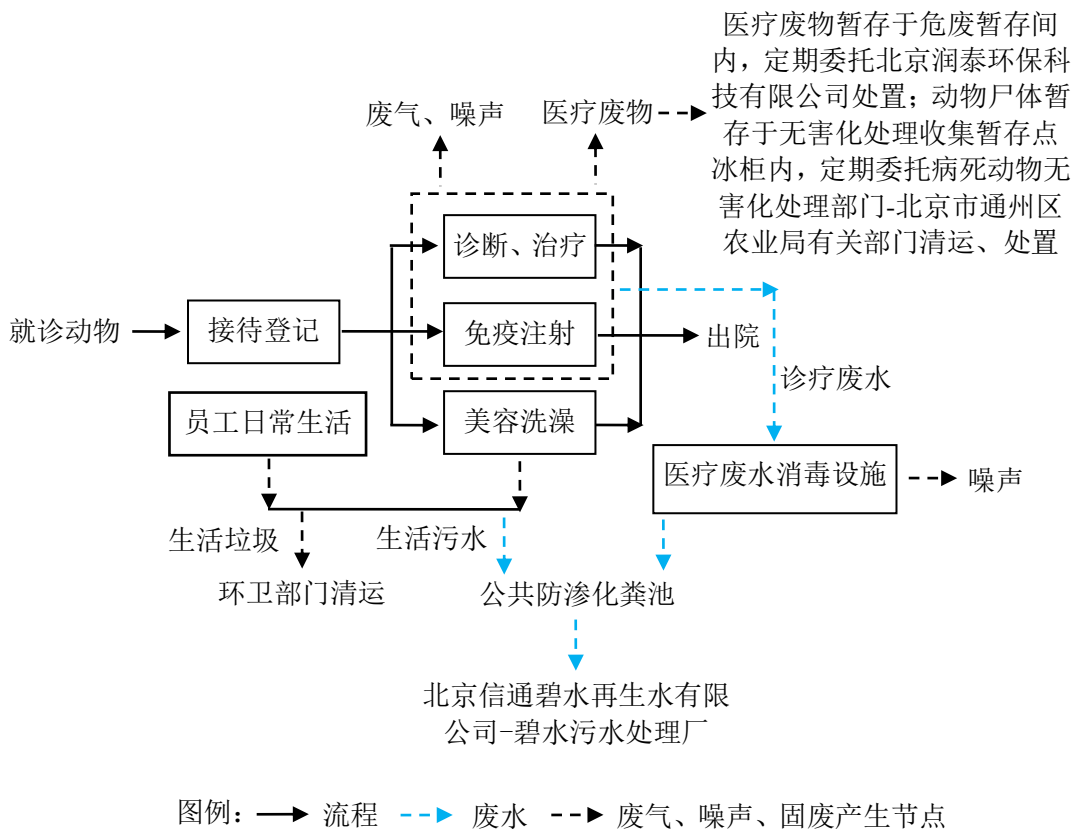 医疗废物暂存于危废暂存间
内，定期委托北京润泰环保科
技有限公司处置；动物尸体暂
存于无害化处理收集暂存点
冰柜内，定期委托病死动物无
害化处理部门-北京市通州区
农业局有关部门清运、处置
废气、噪声
医疗废物
诊断、治疗
就诊动物
接待登记
免疫注射
出院
诊疗废水
员工日常生活
美容洗澡
医疗废水消毒设施
噪声
生活垃圾
生活污水
环卫部门清运
公共防渗化粪池
北京信通碧水再生水有限
公司-碧水污水处理厂
图例： 流程 废水 废气、噪声、固废产生节点